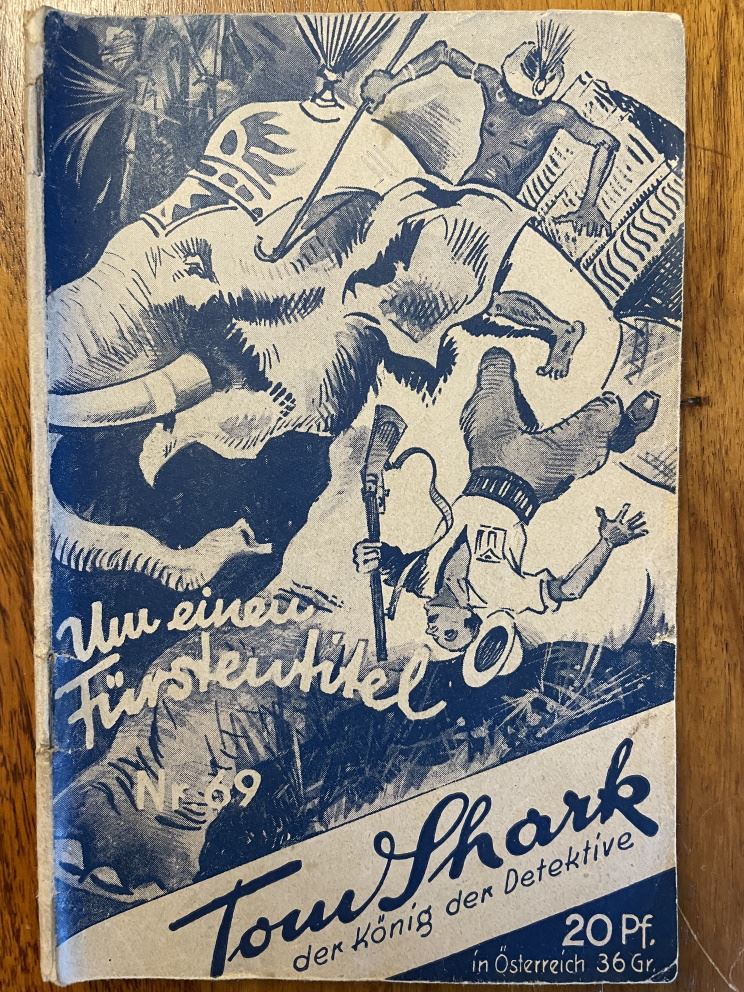 Um einen
Fürstentitel
Nr. 69
Tom Shark
der König der Detektive
20 Pf.
in Österreich 36 Gr.